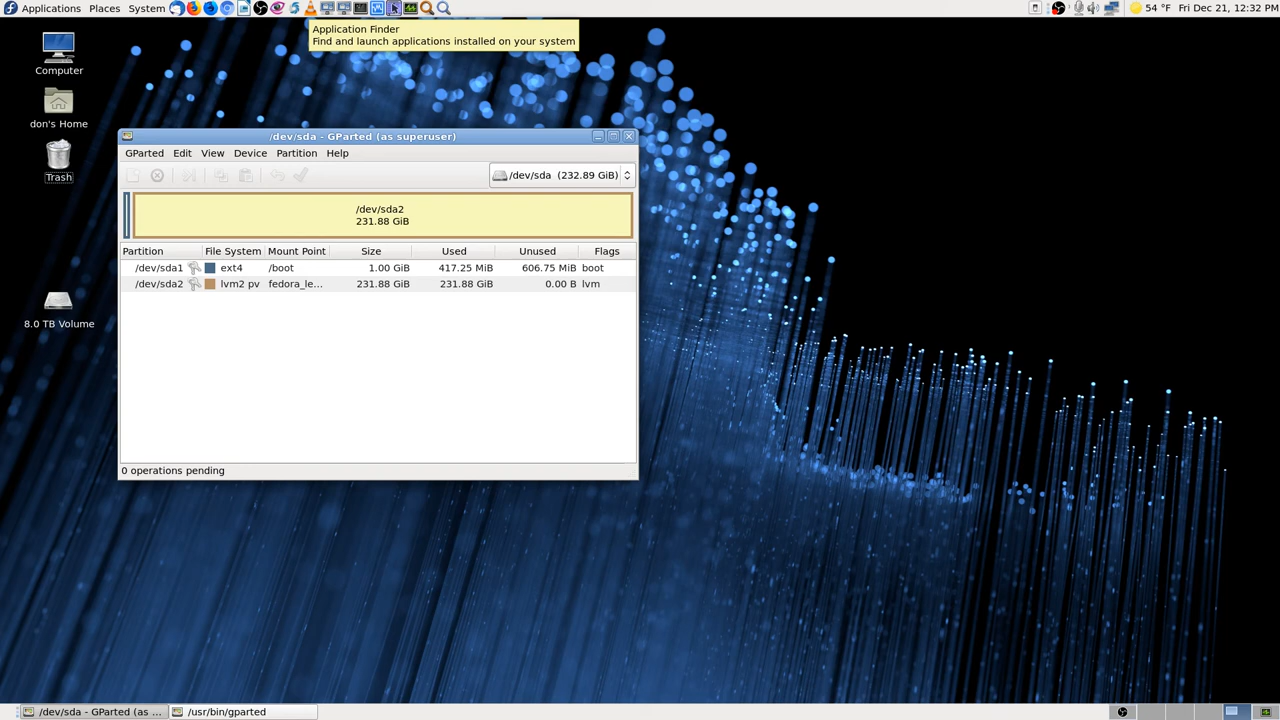 Applications Places System
54 °F Fri Dec 21, 12:32 PM
Application Finder
Find and launch applications installed on your system
Computer
don's Home
Trash
8.0 TB Volume
/dev/sda - GParted (as superuser)
GParted Edit View Device Partition Help
/dev/sda (232.89 GiB)
/dev/sda2
231.88 GiB
Partition File System Mount Point Size Used Unused Flags
/dev/sda1 ext4 /boot 1.00 GiB 417.25 MiB 606.75 MiB boot
/dev/sda2 lvm2 pv fedora_le... 231.88 GiB 231.88 GiB 0.00 B lvm
0 operations pending
/dev/sda - GParted (as ... /usr/bin/gparted